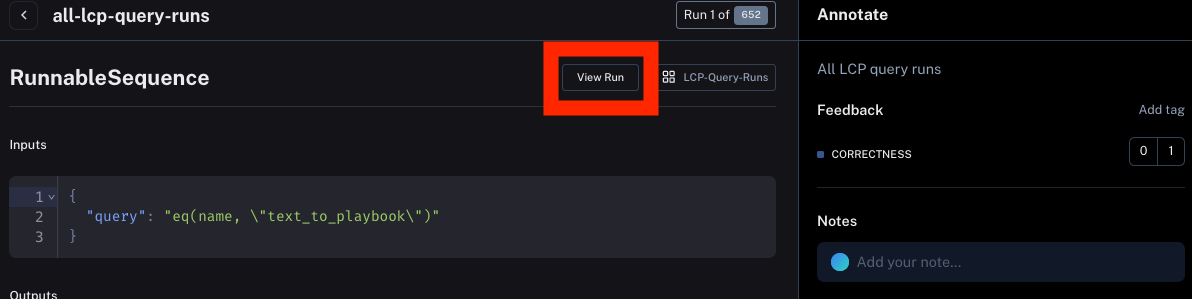 all-lcp-query-runs
Run 1 of 652
RunnableSequence
View Run
LCP-Query-Runs
Inputs
1 {
2 "query": "eq(name, \"text_to_playbook\")"
3 }
Outputs
Annotate
All LCP query runs
Feedback
Add tag
CORRECTNESS
0 1
Notes
Add your note...